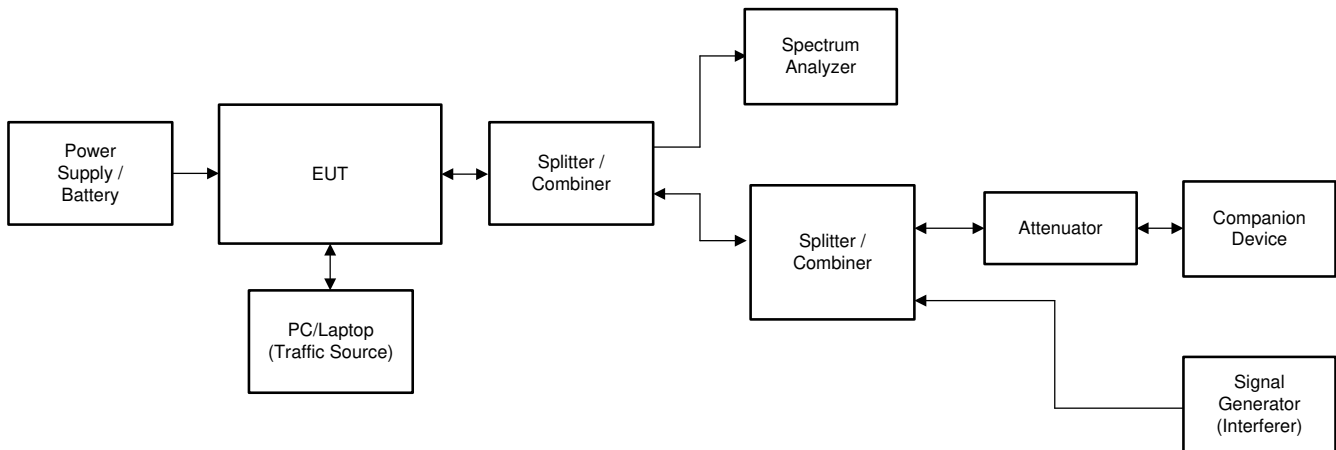 Spectrum
Analyzer
Power
Supply /
Battery
EUT
Splitter /
Combiner
Splitter /
Combiner
Attenuator
Companion
Device
PC/Laptop
(Traffic Source)
Signal
Generator
(Interferer)